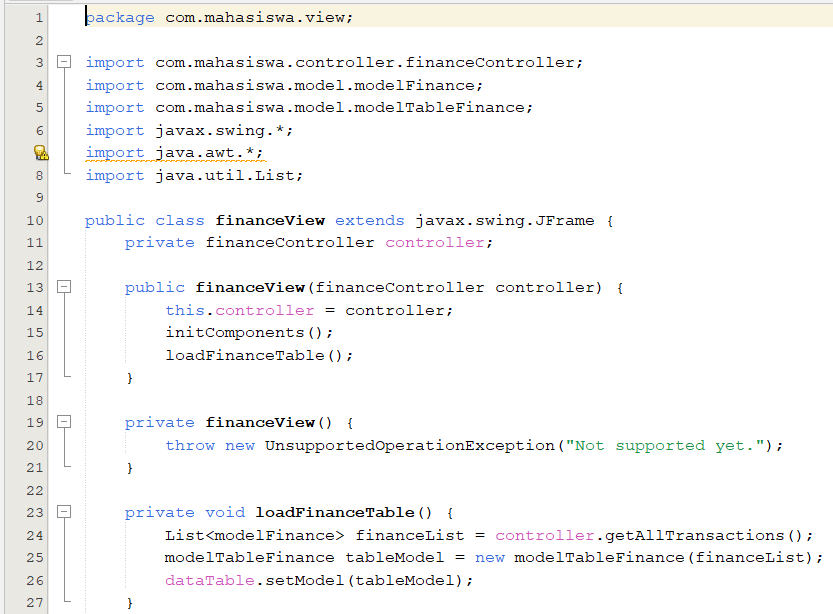 1 package com.mahasiswa.view;
2
3 import com.mahasiswa.controller.financeController;
4 import com.mahasiswa.model.modelFinance;
5 import com.mahasiswa.model.modelTableFinance;
6 import javax.swing.*;
import java.awt.*;
8 import java.util.List;
9
10 public class financeView extends javax.swing.JFrame {
11     private financeController controller;
12
13     public financeView(financeController controller) {
14         this.controller = controller;
15         initComponents();
16         loadFinanceTable();
17     }
18
19     private financeView() {
20         throw new UnsupportedOperationException("Not supported yet.");
21     }
22
23     private void loadFinanceTable() {
24         List<modelFinance> financeList = controller.getAllTransactions();
25         modelTableFinance tableModel = new modelTableFinance(financeList);
26         dataTable.setModel(tableModel);
27     }